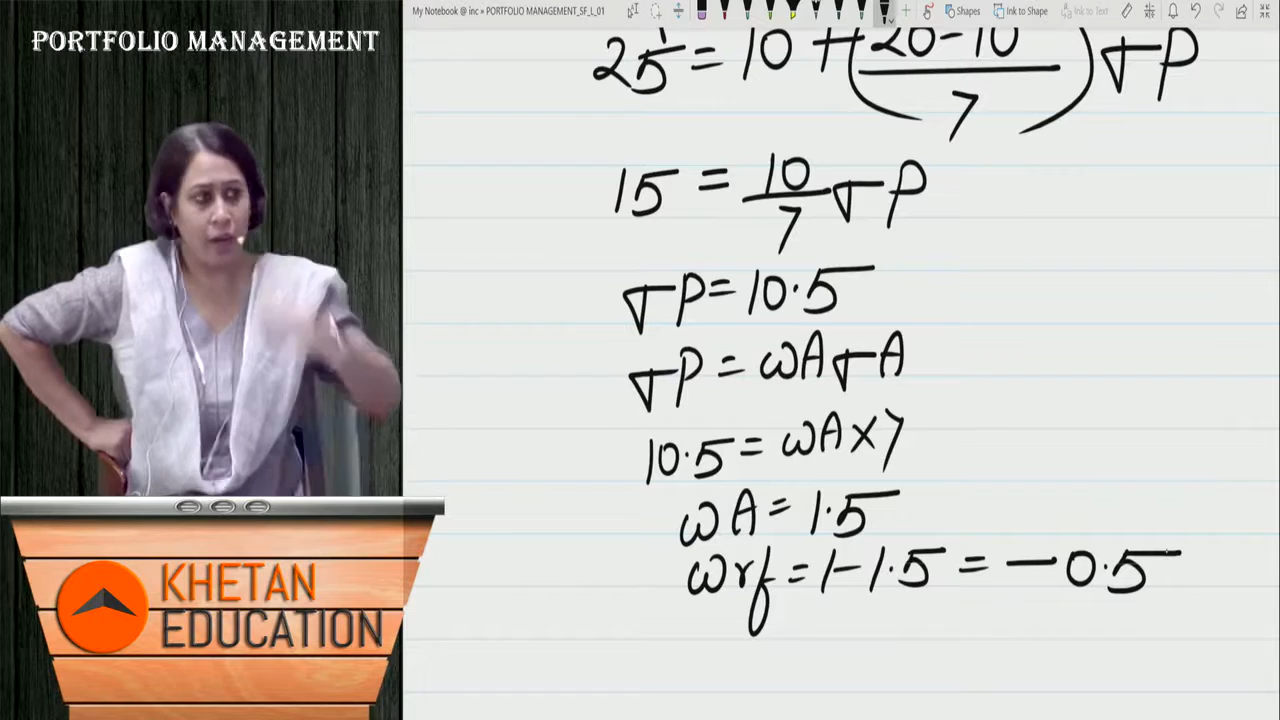 PORTFOLIO MANAGEMENT
My Notebook @ inc » PORTFOLIO MANAGEMENT_SF_L_01
Shapes
Ink to Shape
Ink to Text
25 = 10 + (20-10 / 7) σP
15 = 10/7 σP
σP = 10.5
σP = ωA σA
10.5 = ωA × 7
ωA = 1.5
ωrf = 1-1.5 = -0.5
KHETAN
EDUCATION